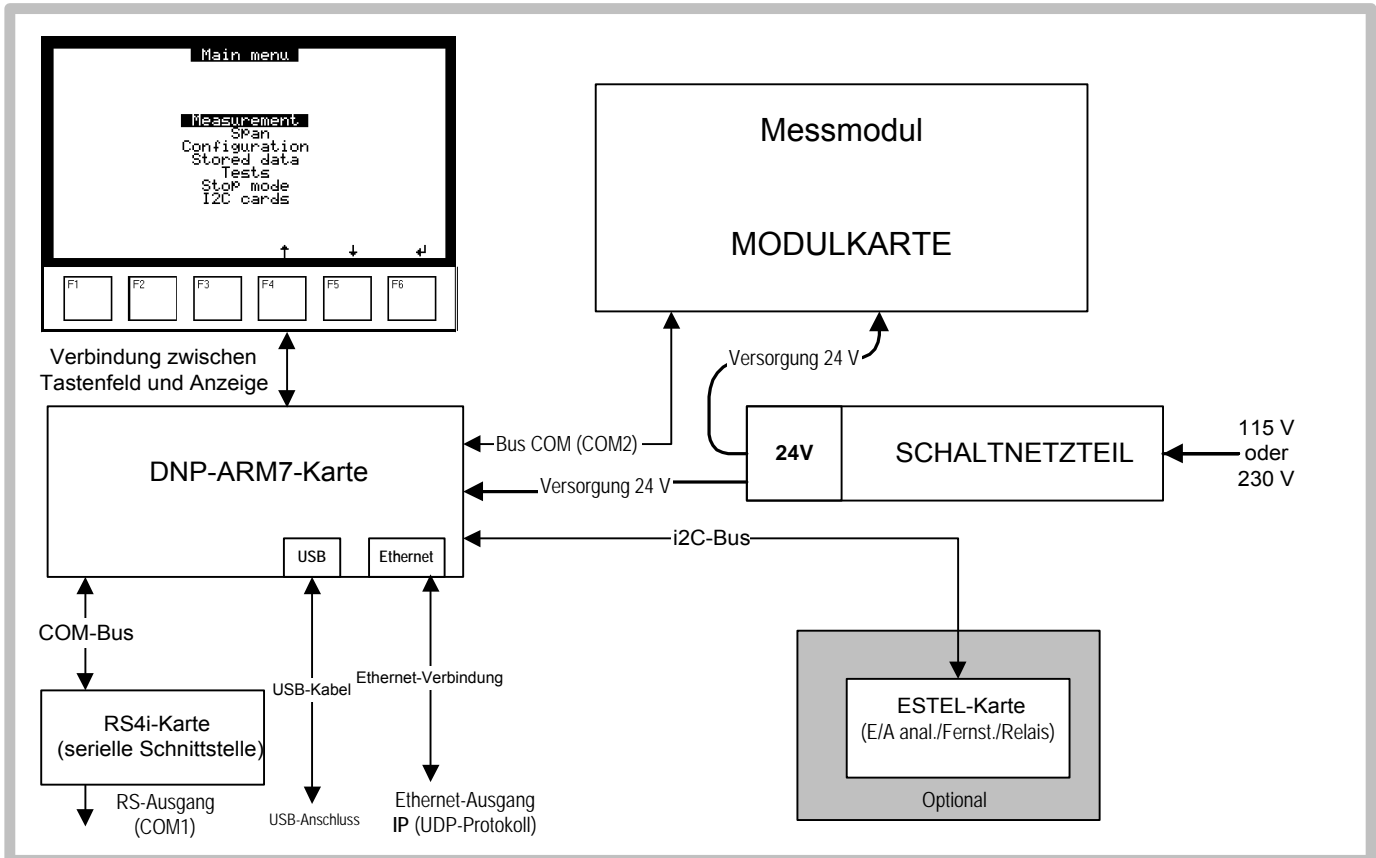 Main menu
Measurement
Span
Configuration
Stored data
Tests
Stop mode
I2C cards
F1 F2 F3 F4 F5 F6
Verbindung zwischen
Tastenfeld und Anzeige
Messmodul
MODULKARTE
Versorgung 24 V
24V
SCHALTNETZTEIL
115 V
oder
230 V
DNP-ARM7-Karte
Bus COM (COM2)
Versorgung 24 V
i2C-Bus
USB
Ethernet
COM-Bus
USB-Kabel
Ethernet-Verbindung
RS4i-Karte
(serielle Schnittstelle)
RS-Ausgang
(COM1)
USB-Anschluss
Ethernet-Ausgang
IP (UDP-Protokoll)
ESTEL-Karte
(E/A anal./Fernst./Relais)
Optional